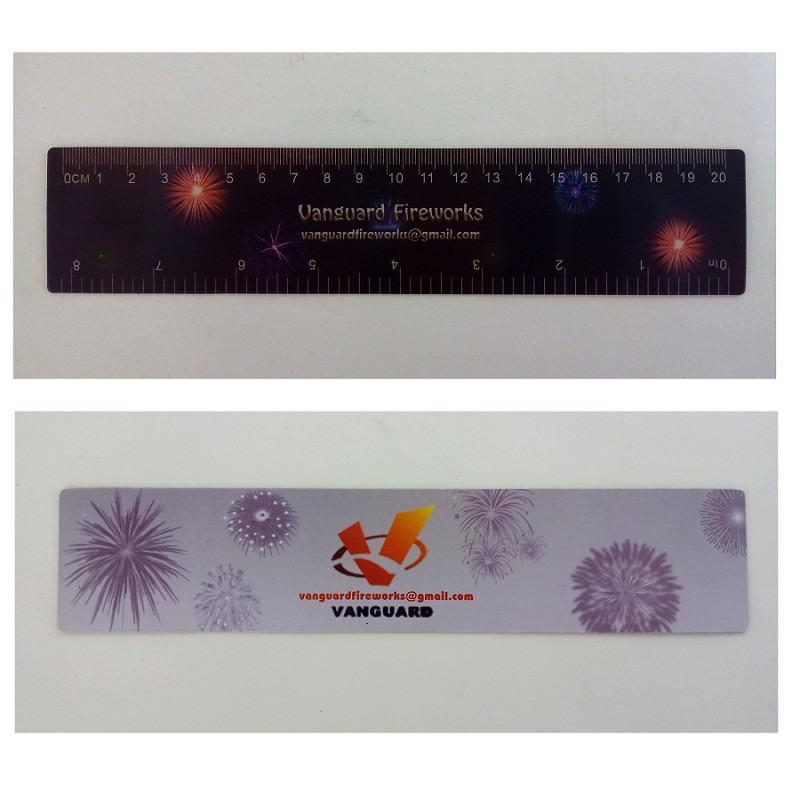 0CM 1 2 3 4 5 6 7 8 9 10 11 12 13 14 15 16 17 18 19 20
Vanguard Fireworks
vanguardfireworks@gmail.com
8 7 6 5 4 3 2 1 0in
vanguardfireworks@gmail.com
VANGUARD